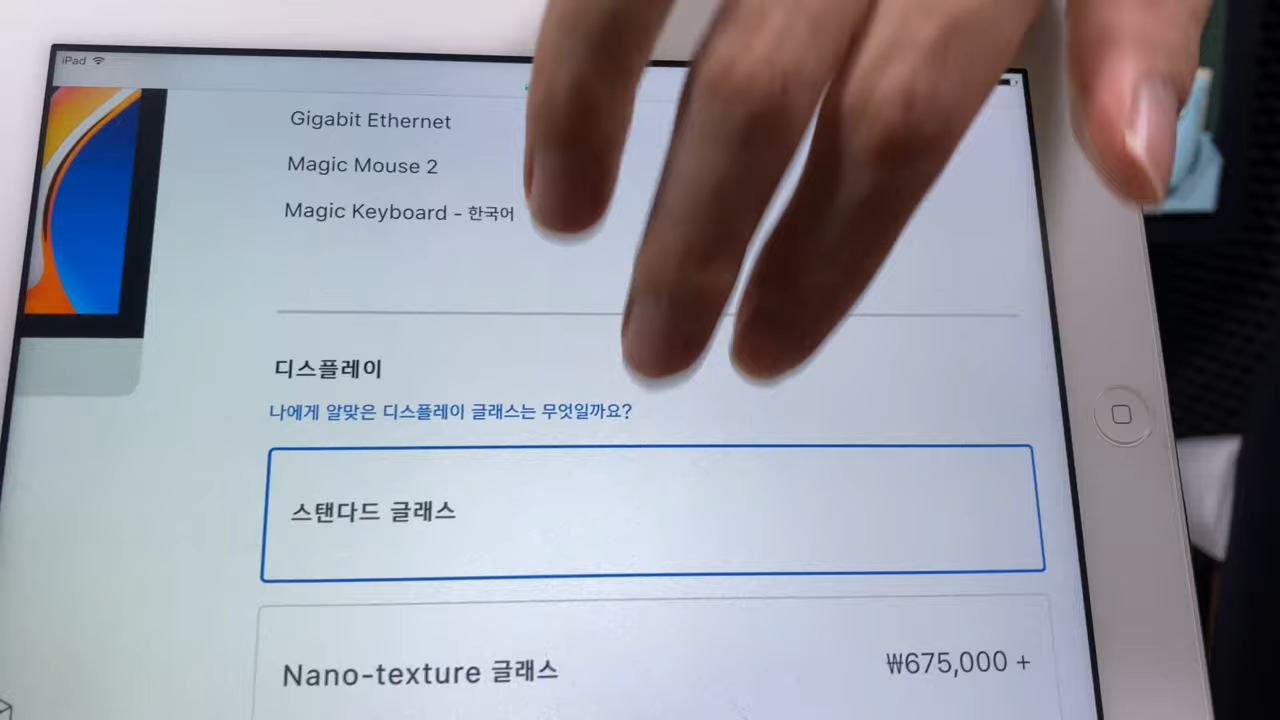 iPad
Gigabit Ethernet
Magic Mouse 2
Magic Keyboard - 한국어
디스플레이
나에게 알맞은 디스플레이 글래스는 무엇일까요?
스탠다드 글래스
Nano-texture 글래스
₩675,000 +